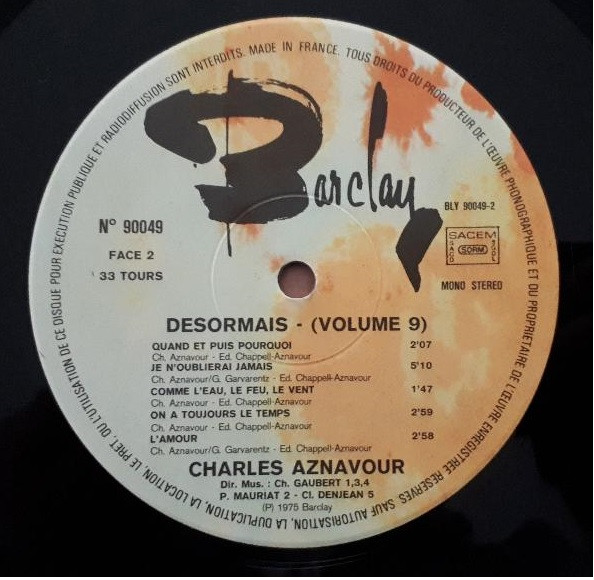 SONT INTERDITS. MADE IN FRANCE. TOUS DROITS DU PRODUCTEUR DE L'ŒUVRE PHONOGRAPHIQUE ET DU PROPRIETAIRE DE L'ŒUVRE ENREGISTREE RESERVES SAUF AUTORISATION, LA DUPLICATION, LA LOCATION, LE PRET, OU L'UTILISATION DE CE DISQUE POUR EXECUTION PUBLIQUE ET RADIODIFFUSION
Barclay
BLY 90049-2
N° 90049
FACE 2
33 TOURS
SACEM
SACD
SDRM
SGDL
MONO STEREO
DESORMAIS - (VOLUME 9)
QUAND ET PUIS POURQUOI 2'07
Ch. Aznavour - Ed. Chappell-Aznavour
JE N'OUBLIERAI JAMAIS 5'10
Ch. Aznavour/G. Garvarentz - Ed. Chappell-Aznavour
COMME L'EAU, LE FEU, LE VENT 1'47
Ch. Aznavour - Ed. Chappell-Aznavour
ON A TOUJOURS LE TEMPS 2'59
Ch. Aznavour - Ed. Chappell-Aznavour
L'AMOUR 2'58
Ch. Aznavour/G. Garvarentz - Ed. Chappell-Aznavour
CHARLES AZNAVOUR
Dir. Mus. : Ch. GAUBERT 1,3,4
P. MAURIAT 2 - Cl. DENJEAN 5
(P) 1975 Barclay